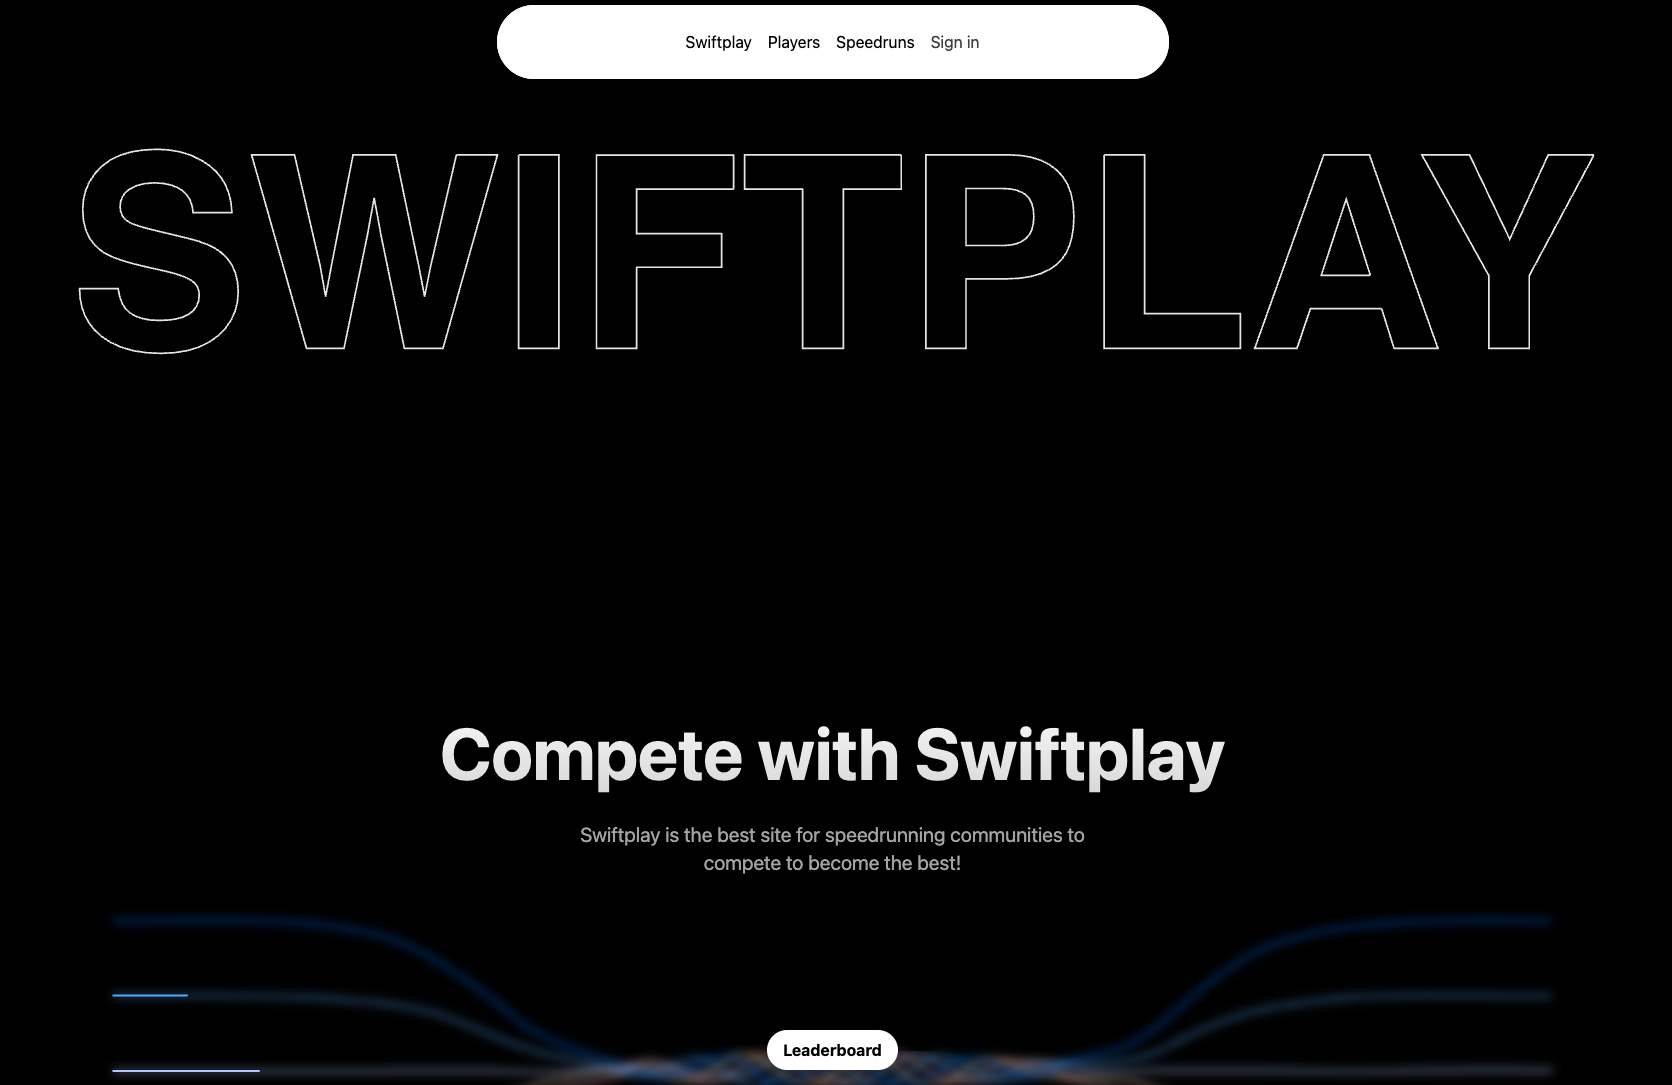 Swiftplay Players Speedruns Sign in
SWIFTPLAY
Compete with Swiftplay
Swiftplay is the best site for speedrunning communities to
compete to become the best!
Leaderboard